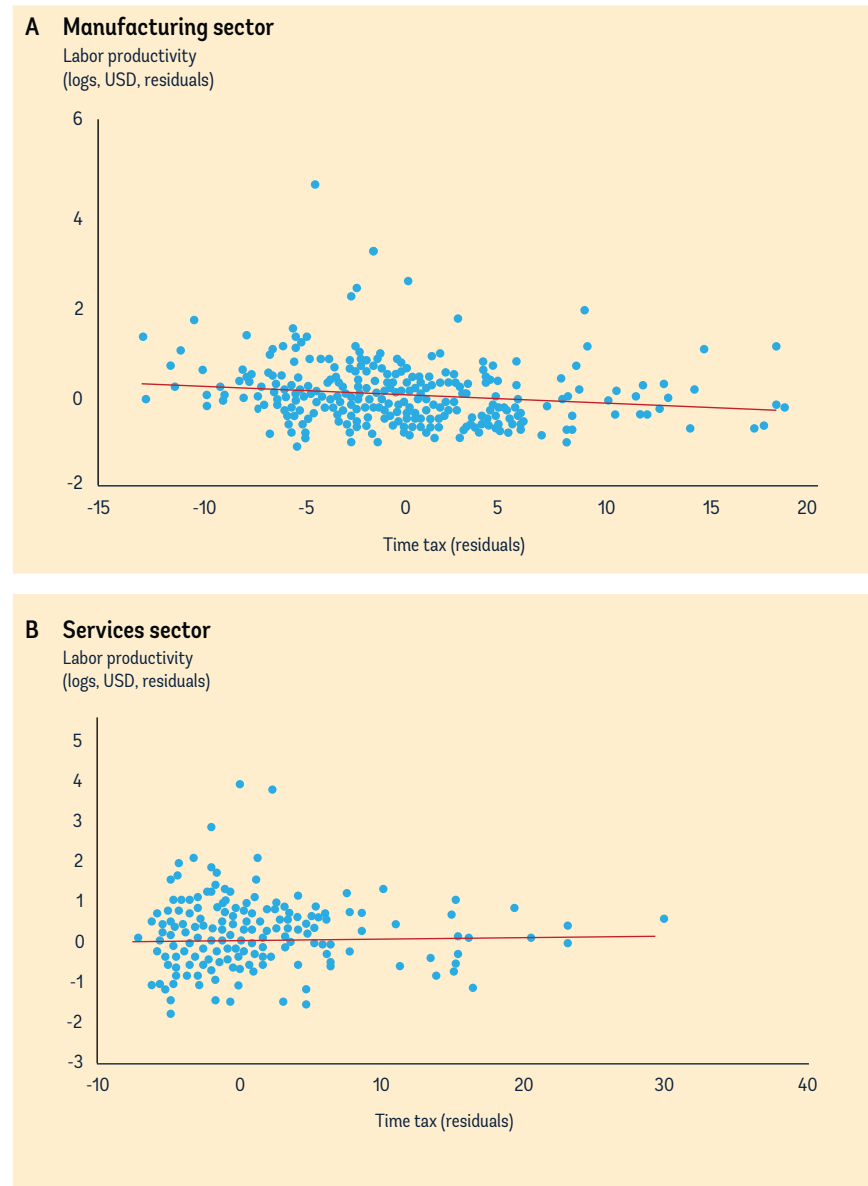 A Manufacturing sector
Labor productivity
(logs, USD, residuals)
6
4
2
0
-2
-15 -10 -5 0 5 10 15 20
Time tax (residuals)
B Services sector
Labor productivity
(logs, USD, residuals)
5
4
3
2
1
0
-1
-2
-3
-10 0 10 20 30 40
Time tax (residuals)